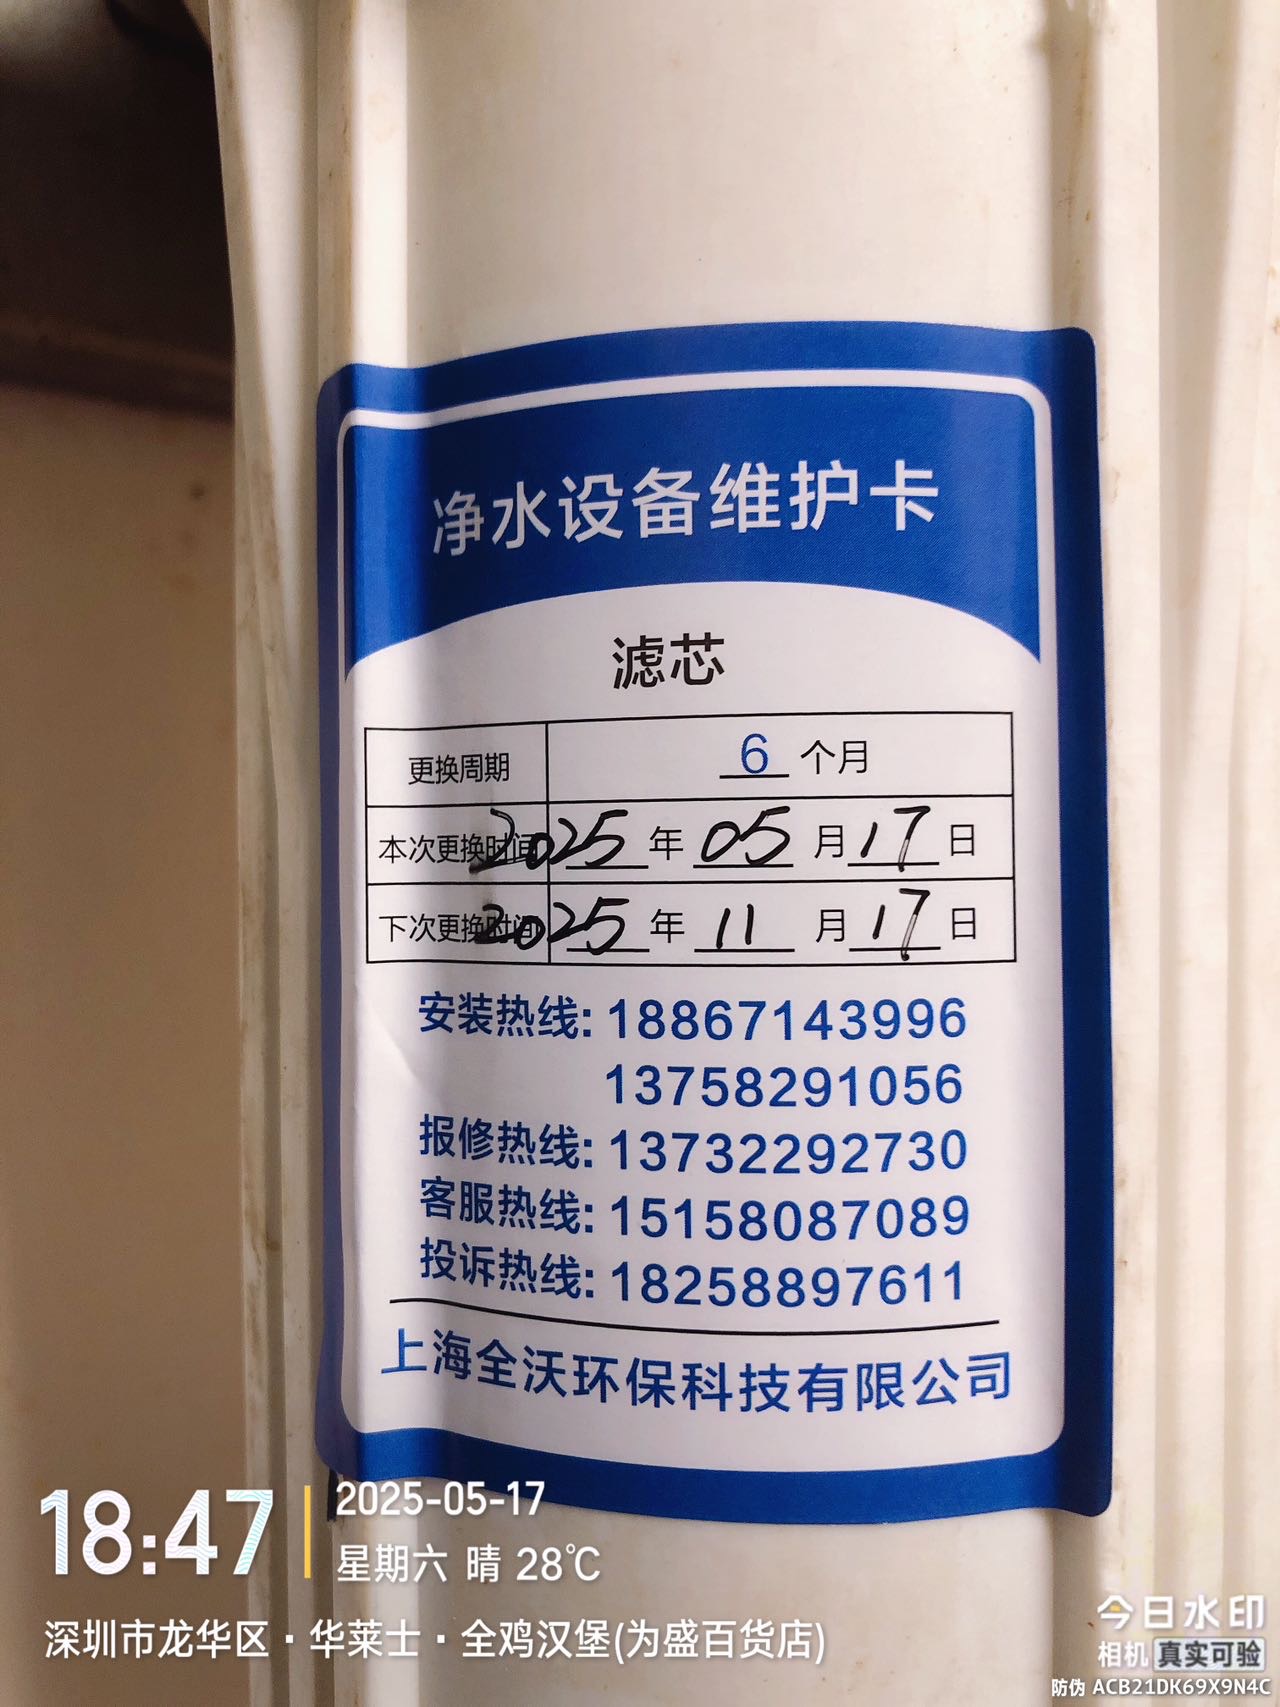 净水设备维护卡
滤芯
更换周期 6 个月
本次更换时间 2025 年 05 月 17 日
下次更换时间 2025 年 11 月 17 日
安装热线: 18867143996
13758291056
报修热线: 13732292730
客服热线: 15158087089
投诉热线: 18258897611
上海全沃环保科技有限公司
18:47
2025-05-17
星期六 晴 28℃
深圳市龙华区·华莱士·全鸡汉堡(为盛百货店)
今日水印
相机 真实可验
防伪 ACB21DK69X9N4C